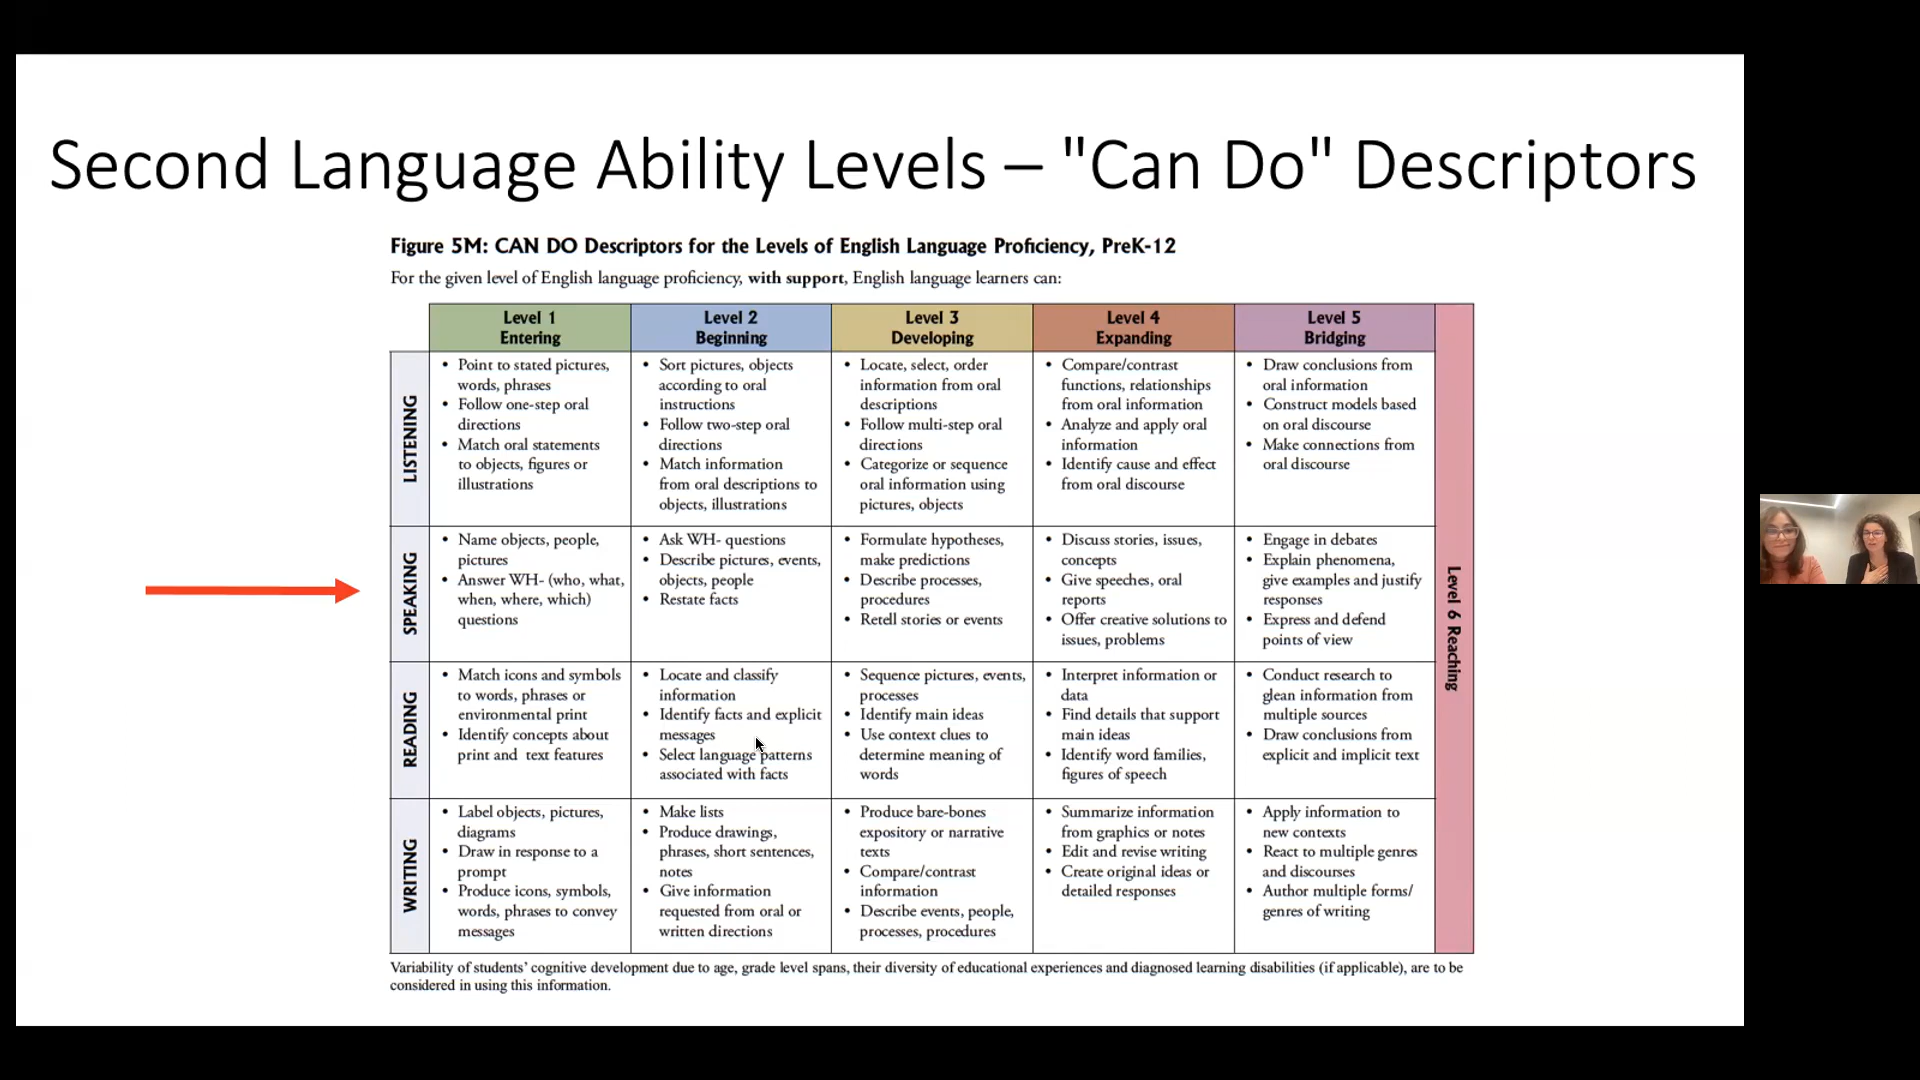 Second Language Ability Levels – "Can Do" Descriptors
Figure 5M: CAN DO Descriptors for the Levels of English Language Proficiency, PreK-12
For the given level of English language proficiency, with support, English language learners can:
Level 1
Entering
Level 2
Beginning
Level 3
Developing
Level 4
Expanding
Level 5
Bridging
LISTENING
• Point to stated pictures,
words, phrases
• Follow one-step oral
directions
• Match oral statements
to objects, figures or
illustrations
• Sort pictures, objects
according to oral
instructions
• Follow two-step oral
directions
• Match information
from oral descriptions to
objects, illustrations
• Locate, select, order
information from oral
descriptions
• Follow multi-step oral
directions
• Categorize or sequence
oral information using
pictures, objects
• Compare/contrast
functions, relationships
from oral information
• Analyze and apply oral
information
• Identify cause and effect
from oral discourse
• Draw conclusions from
oral information
• Construct models based
on oral discourse
• Make connections from
oral discourse
SPEAKING
• Name objects, people,
pictures
• Answer WH- (who, what,
when, where, which)
questions
• Ask WH- questions
• Describe pictures, events,
objects, people
• Restate facts
• Formulate hypotheses,
make predictions
• Describe processes,
procedures
• Retell stories or events
• Discuss stories, issues,
concepts
• Give speeches, oral
reports
• Offer creative solutions to
issues, problems
• Engage in debates
• Explain phenomena,
give examples and justify
responses
• Express and defend
points of view
READING
• Match icons and symbols
to words, phrases or
environmental print
• Identify concepts about
print and text features
• Locate and classify
information
• Identify facts and explicit
messages
• Select language patterns
associated with facts
• Sequence pictures, events,
processes
• Identify main ideas
• Use context clues to
determine meaning of
words
• Interpret information or
data
• Find details that support
main ideas
• Identify word families,
figures of speech
• Conduct research to
glean information from
multiple sources
• Draw conclusions from
explicit and implicit text
WRITING
• Label objects, pictures,
diagrams
• Draw in response to a
prompt
• Produce icons, symbols,
words, phrases to convey
messages
• Make lists
• Produce drawings,
phrases, short sentences,
notes
• Give information
requested from oral or
written directions
• Produce bare-bones
expository or narrative
texts
• Compare/contrast
information
• Describe events, people,
processes, procedures
• Summarize information
from graphics or notes
• Edit and revise writing
• Create original ideas or
detailed responses
• Apply information to
new contexts
• React to multiple genres
and discourses
• Author multiple forms/
genres of writing
Level 6 Reaching
Variability of students' cognitive development due to age, grade level spans, their diversity of educational experiences and diagnosed learning disabilities (if applicable), are to be
considered in using this information.